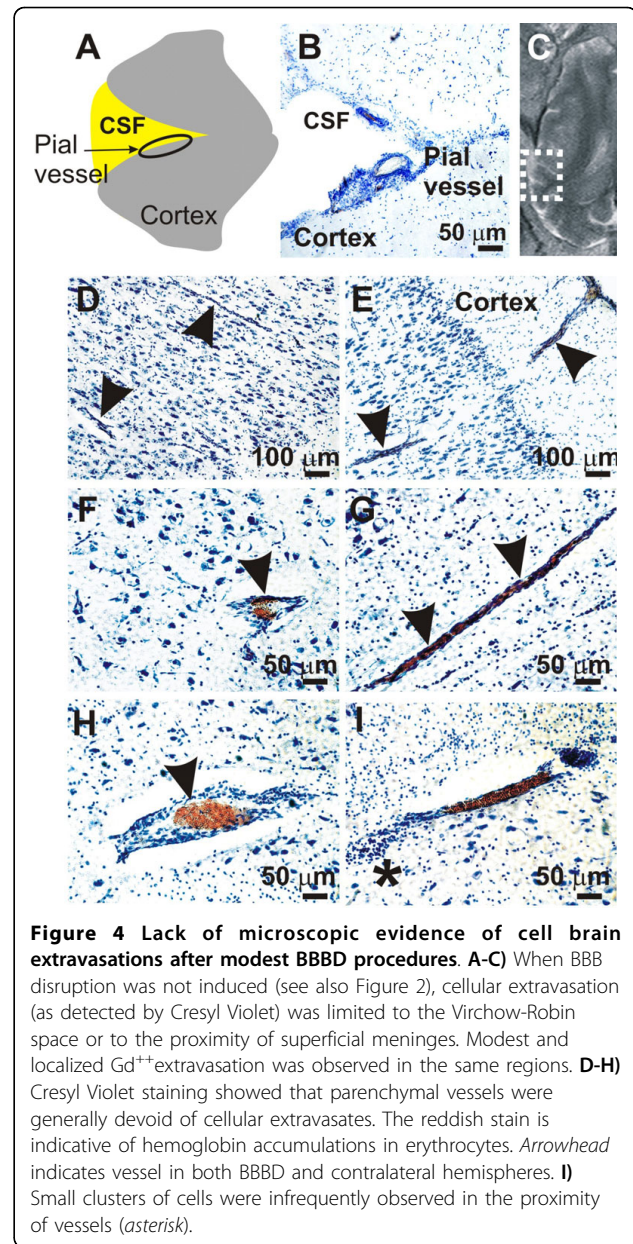 A
CSF
Pial
vessel
Cortex
B
CSF
Pial
vessel
Cortex
50 μm
C
D
100 μm
E
Cortex
100 μm
F
50 μm
G
50 μm
H
50 μm
I
*
50 μm
Figure 4 Lack of microscopic evidence of cell brain
extravasations after modest BBBD procedures. A-C) When BBB
disruption was not induced (see also Figure 2), cellular extravasation
(as detected by Cresyl Violet) was limited to the Virchow-Robin
space or to the proximity of superficial meninges. Modest and
localized Gd⁺⁺extravasation was observed in the same regions. D-H)
Cresyl Violet staining showed that parenchymal vessels were
generally devoid of cellular extravasates. The reddish stain is
indicative of hemoglobin accumulations in erythrocytes. Arrowhead
indicates vessel in both BBBD and contralateral hemispheres. I)
Small clusters of cells were infrequently observed in the proximity
of vessels (asterisk).